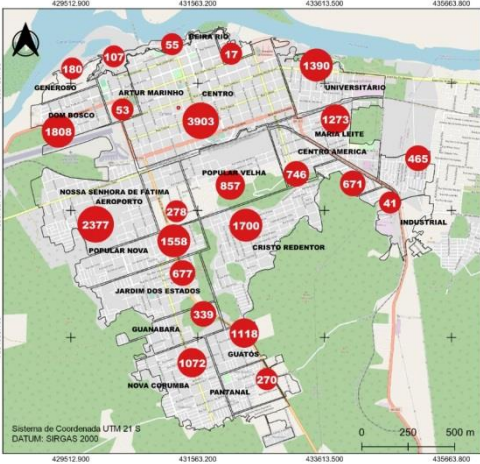 429512.900 431563.200 433613.500 435663.800
55
BEIRA RIO
107
17
180
1390
GENEROSO
ARTUR MARINHO
CENTRO
UNIVERSITÁRIO
53
DOM BOSCO
1808
3903
1273
MARIA LEITE
CENTRO AMERICA
465
POPULAR VELHA
746
671
857
NOSSA SENHORA DE FÁTIMA
AEROPORTO
278
41
2377
1700
INDUSTRIAL
1558
CRISTO REDENTOR
POPULAR NOVA
677
JARDIM DOS ESTADOS
339
GUANABARA
1118
GUATÓS
1072
270
NOVA CORUMBA
PANTANAL
Sistema de Coordenada UTM 21 S
DATUM: SIRGAS 2000
0 250 500 m
429512.900 431563.200 433613.500 435663.800